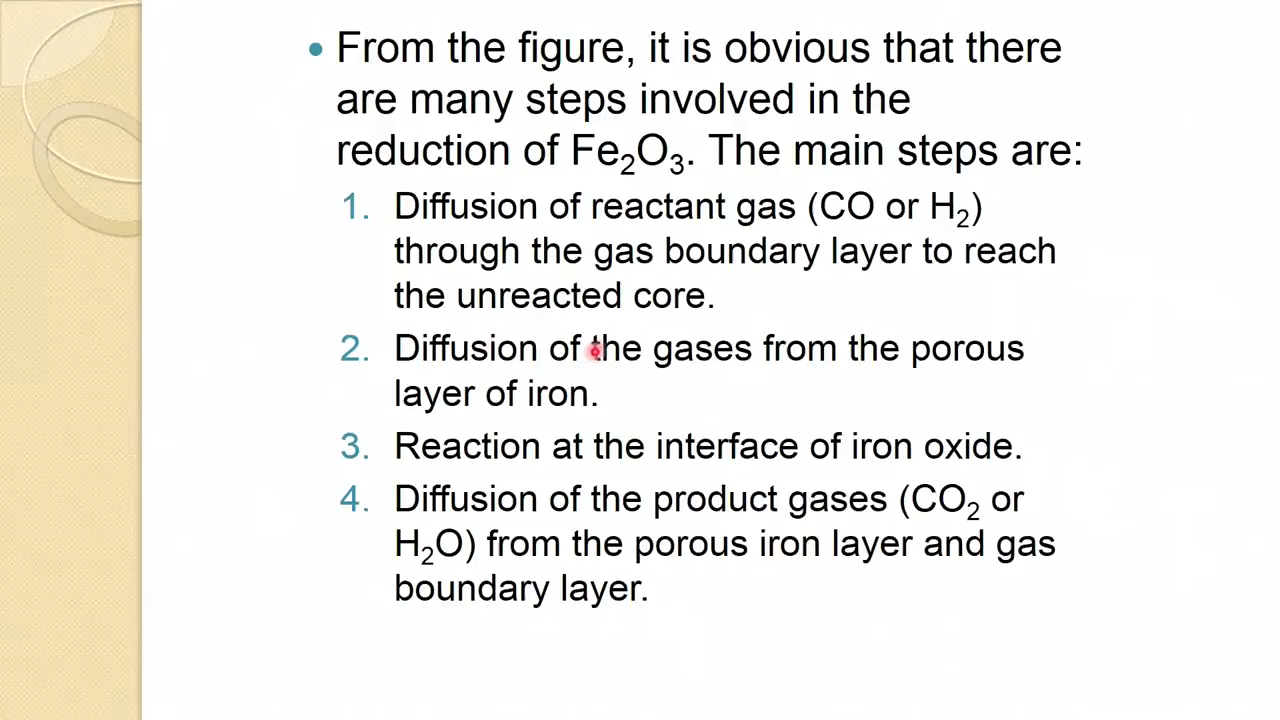 • From the figure, it is obvious that there
are many steps involved in the
reduction of Fe₂O₃. The main steps are:
1. Diffusion of reactant gas (CO or H₂)
through the gas boundary layer to reach
the unreacted core.
2. Diffusion of the gases from the porous
layer of iron.
3. Reaction at the interface of iron oxide.
4. Diffusion of the product gases (CO₂ or
H₂O) from the porous iron layer and gas
boundary layer.